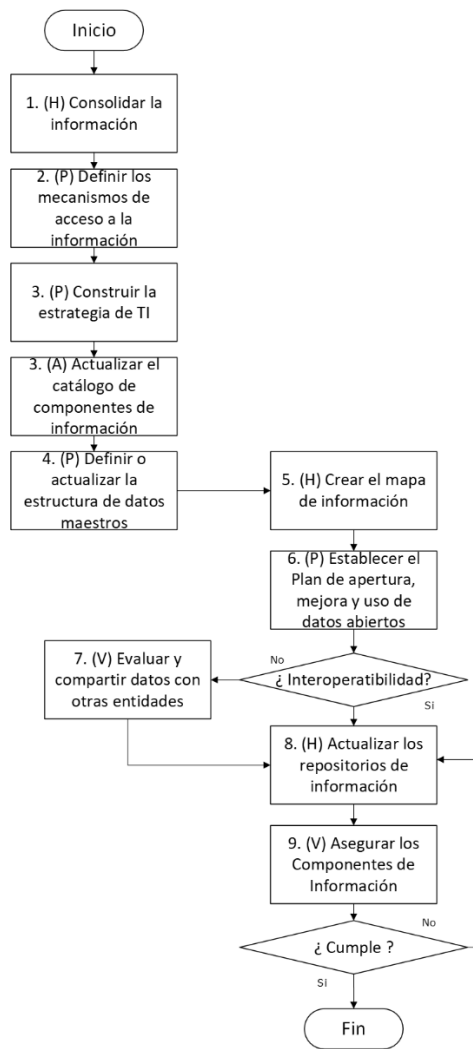 Inicio
1. (H) Consolidar la
información
2. (P) Definir los
mecanismos de
acceso a la
información
3. (P) Construir la
estrategia de TI
3. (A) Actualizar el
catálogo de
componentes de
información
4. (P) Definir o
actualizar la
estructura de datos
maestros
5. (H) Crear el mapa
de información
6. (P) Establecer el
Plan de apertura,
mejora y uso de
datos abiertos
No
¿ Interoperatibilidad?
Si
7. (V) Evaluar y
compartir datos con
otras entidades
8. (H) Actualizar los
repositorios de
información
9. (V) Asegurar los
Componentes de
Información
No
¿ Cumple ?
Si
Fin